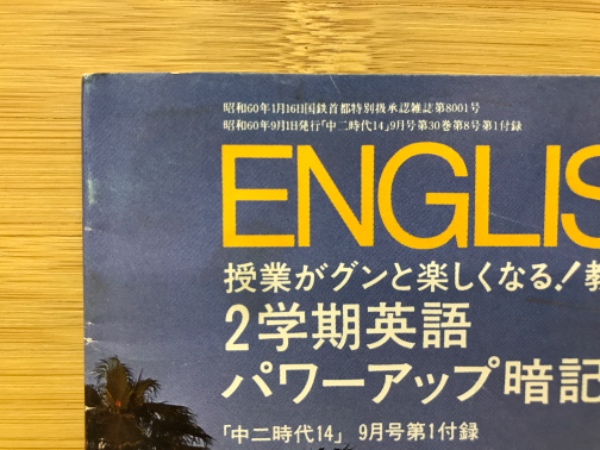 昭和60年1月16日国鉄首都特別扱承認雑誌第8001号
昭和60年9月1日発行「中二時代14」9月号第30巻第8号第1付録
ENGLIS
授業がグンと楽しくなる!教
2学期英語
パワーアップ暗記
「中二時代14」 9月号第1付録